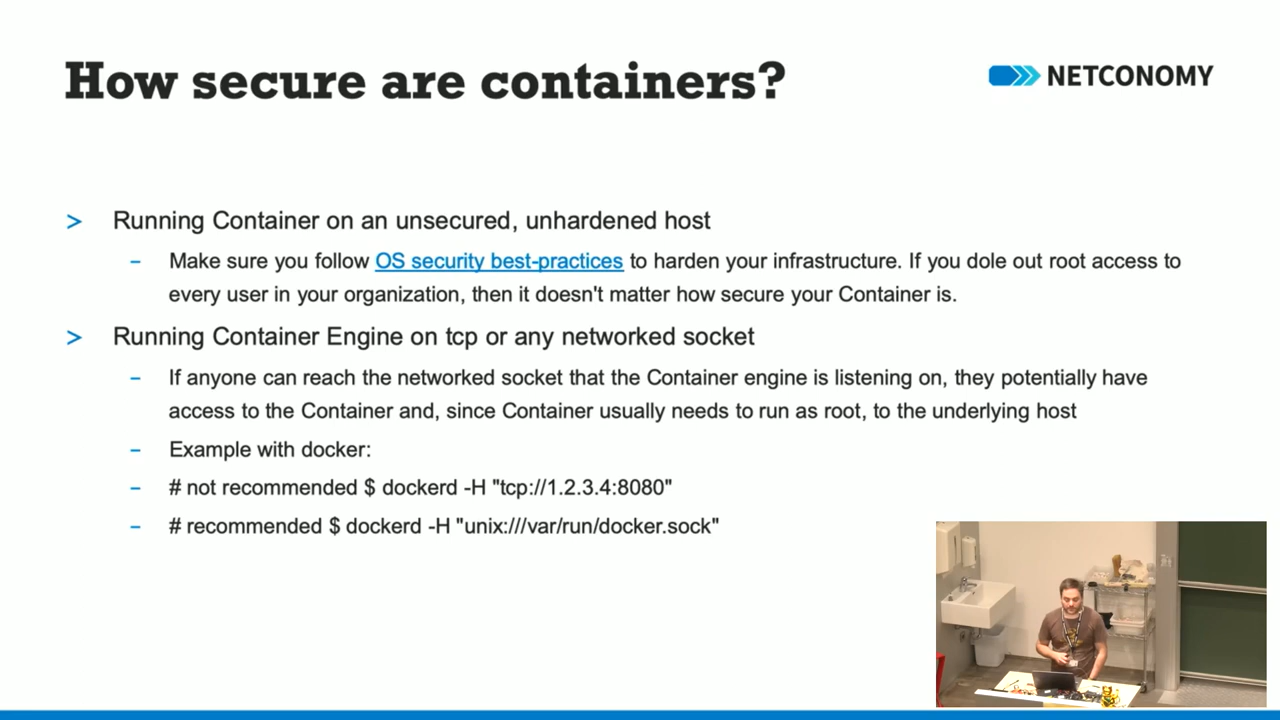 How secure are containers?
NETCONOMY
> Running Container on an unsecured, unhardened host
– Make sure you follow OS security best-practices to harden your infrastructure. If you dole out root access to
every user in your organization, then it doesn't matter how secure your Container is.
> Running Container Engine on tcp or any networked socket
– If anyone can reach the networked socket that the Container engine is listening on, they potentially have
access to the Container and, since Container usually needs to run as root, to the underlying host
– Example with docker:
– # not recommended $ dockerd -H "tcp://1.2.3.4:8080"
– # recommended $ dockerd -H "unix:///var/run/docker.sock"